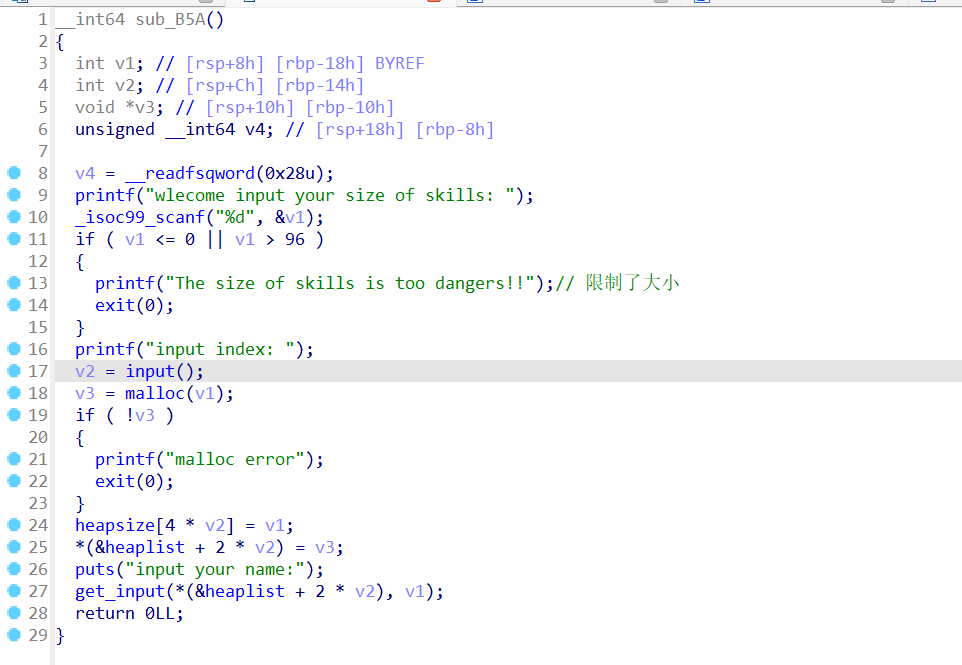 1 __int64 sub_B5A()
2 {
3 int v1; // [rsp+8h] [rbp-18h] BYREF
4 int v2; // [rsp+Ch] [rbp-14h]
5 void *v3; // [rsp+10h] [rbp-10h]
6 unsigned __int64 v4; // [rsp+18h] [rbp-8h]
7
8 v4 = __readfsqword(0x28u);
9 printf("wlecome input your size of skills: ");
10 _isoc99_scanf("%d", &v1);
11 if ( v1 <= 0 || v1 > 96 )
12 {
13 printf("The size of skills is too dangers!!");// 限制了大小
14 exit(0);
15 }
16 printf("input index: ");
17 v2 = input();
18 v3 = malloc(v1);
19 if ( !v3 )
20 {
21 printf("malloc error");
22 exit(0);
23 }
24 heapsize[4 * v2] = v1;
25 *(&heaplist + 2 * v2) = v3;
26 puts("input your name:");
27 get_input(*(&heaplist + 2 * v2), v1);
28 return 0LL;
29 }